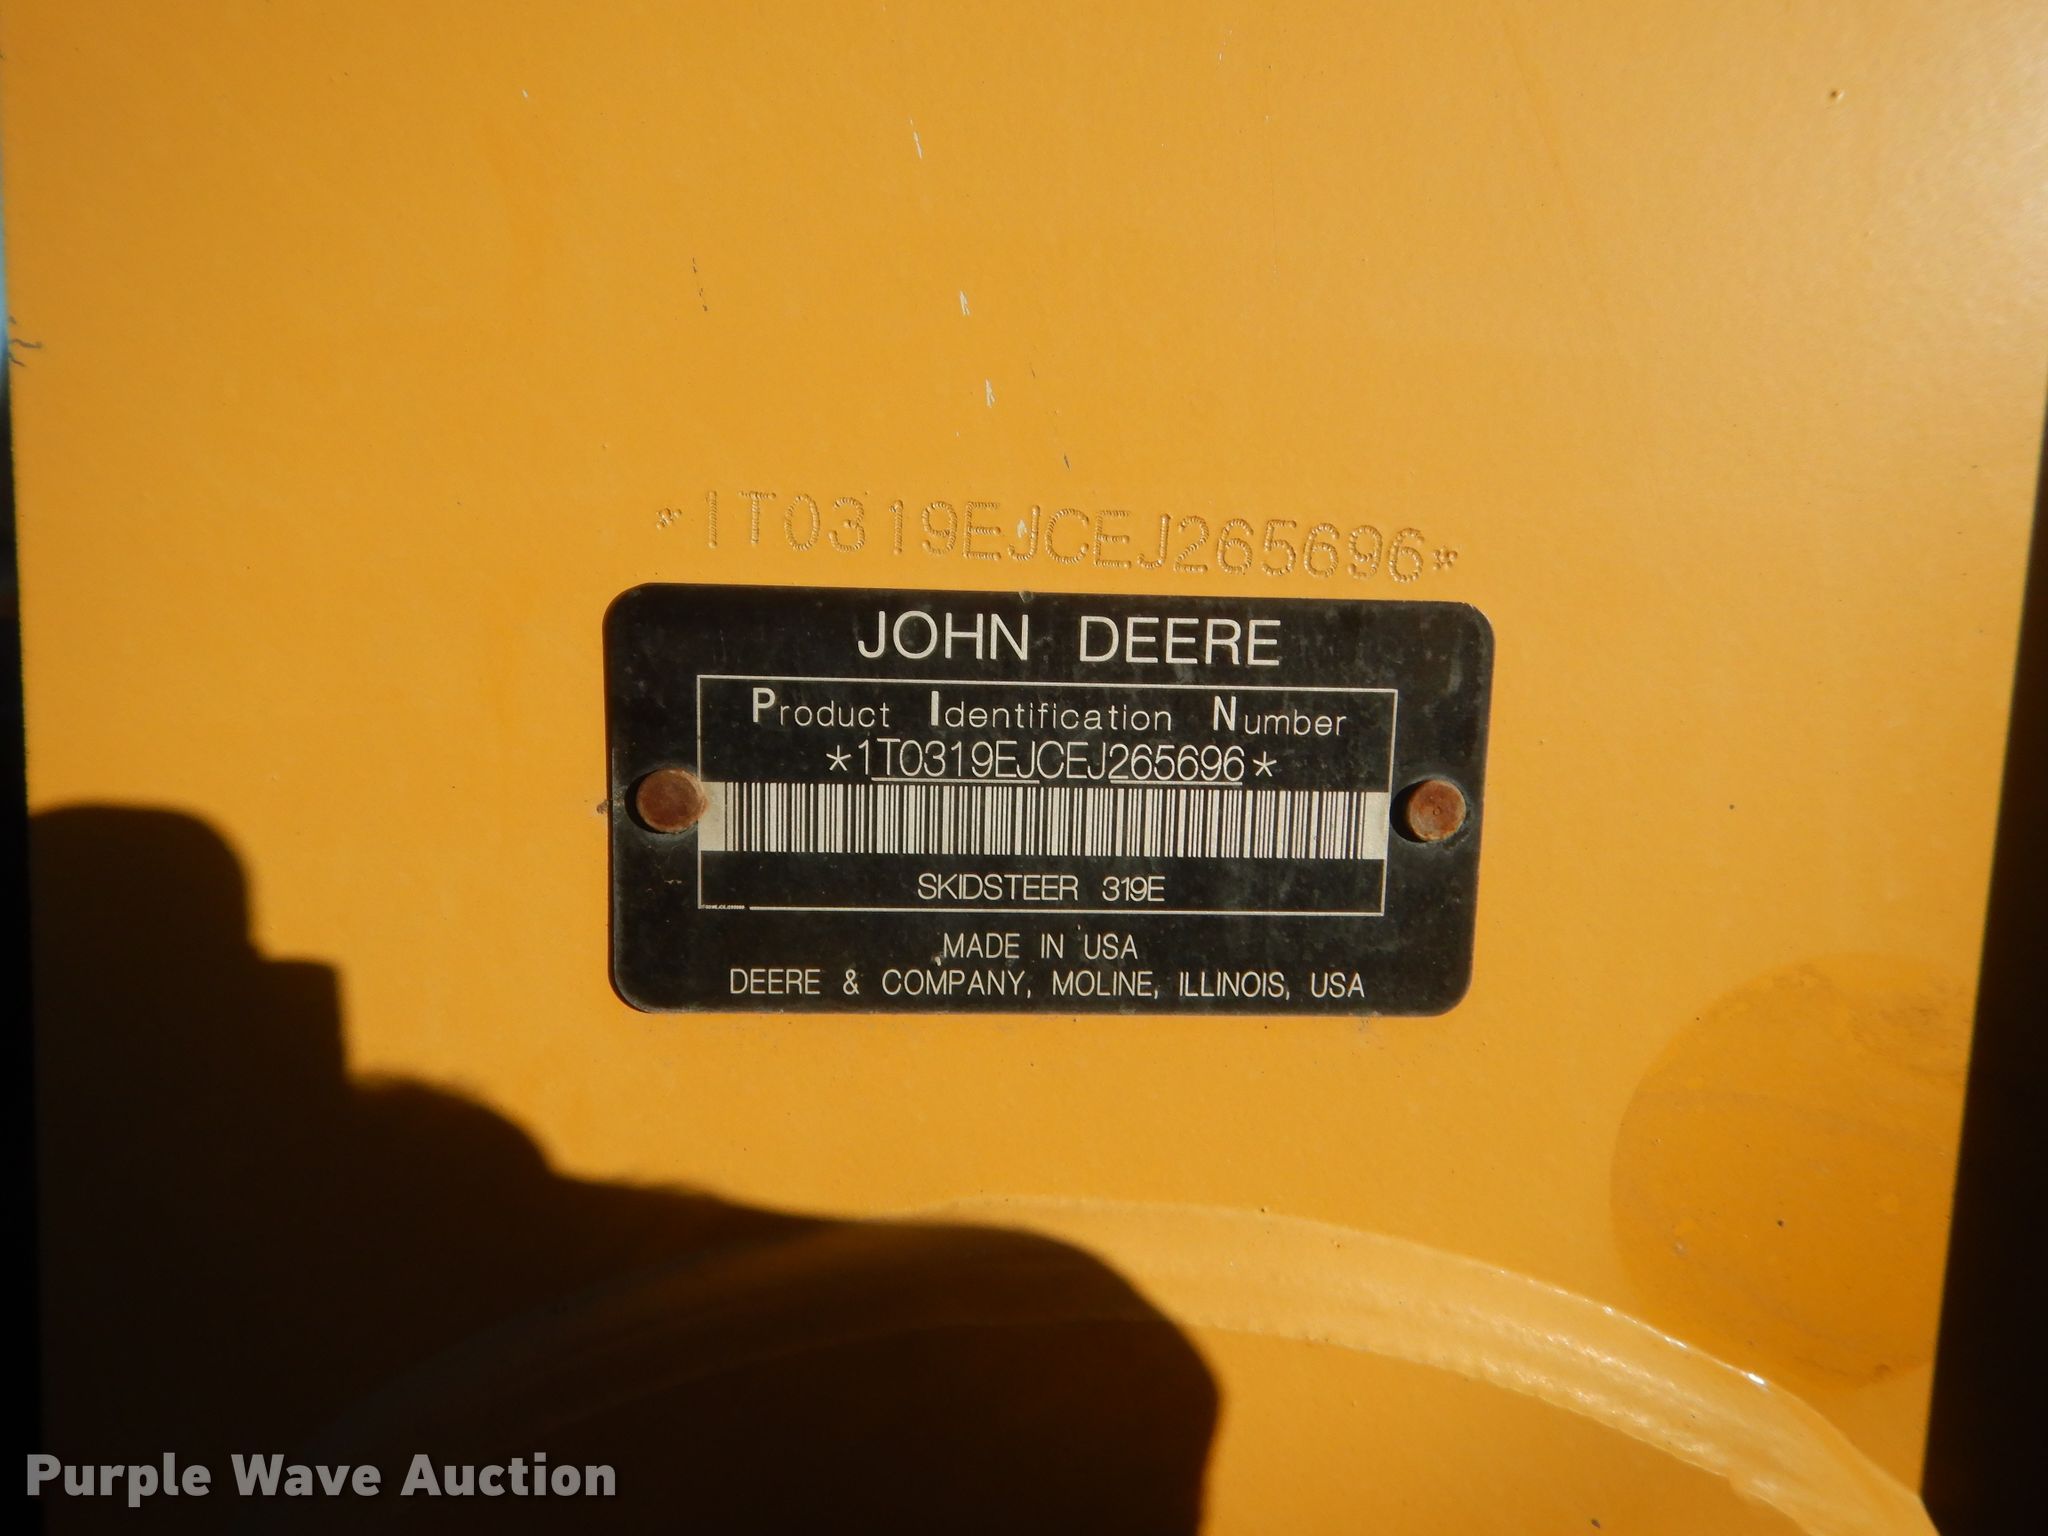 *1T0319EJCEJ265696*
JOHN DEERE
Product Identification Number
*1T0319EJCEJ265696*
SKIDSTEER 319E
MADE IN USA
DEERE & COMPANY, MOLINE, ILLINOIS, USA
Purple Wave Auction